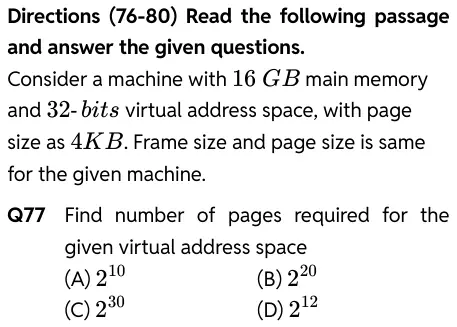 Directions (76-80) Read the following passage
and answer the given questions.
Consider a machine with 16 GB main memory
and 32-bits virtual address space, with page
size as 4KB. Frame size and page size is same
for the given machine.
Q77 Find number of pages required for the
given virtual address space
(A) 2^10 (B) 2^20
(C) 2^30 (D) 2^12